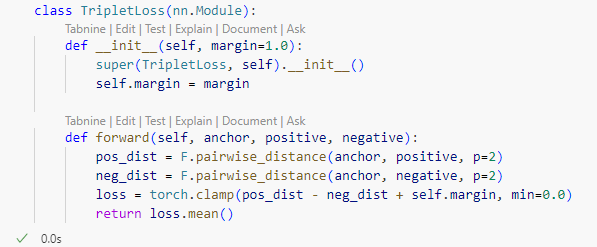 class TripletLoss(nn.Module):
Tabnine | Edit | Test | Explain | Document | Ask
    def __init__(self, margin=1.0):
        super(TripletLoss, self).__init__()
        self.margin = margin
Tabnine | Edit | Test | Explain | Document | Ask
    def forward(self, anchor, positive, negative):
        pos_dist = F.pairwise_distance(anchor, positive, p=2)
        neg_dist = F.pairwise_distance(anchor, negative, p=2)
        loss = torch.clamp(pos_dist - neg_dist + self.margin, min=0.0)
        return loss.mean()
✓ 0.0s